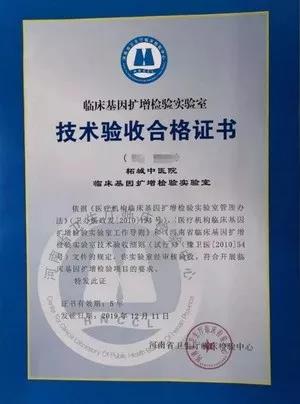 临床基因扩增检验实验室
技术验收合格证书
柘城中医院
临床基因扩增检验实验室
依据《医疗机构临床基因扩增检验实验室管理办
法》(卫办医政发[2010]194号)、《医疗机构临床基因
扩增检验实验室工作导则》和《河南省临床基因扩增
检验实验室技术验收细则(试行)》(豫卫医[2010]54
号)文件的规定,你实验室经审核验收,符合开展临
床基因扩增检验项目的要求。
特发此证
证书有效期:5年
发证日期:2019年12月11日
河南省卫生厅临床检验中心
HNCCL